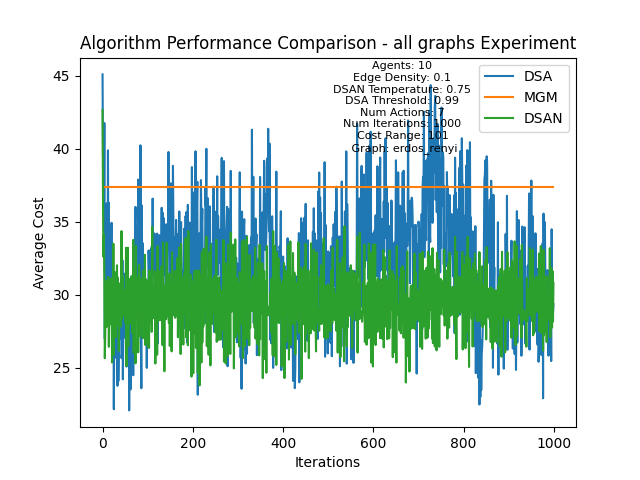 Algorithm Performance Comparison - all graphs Experiment
Agents: 10
Edge Density: 0.1
DSAN Temperature: 0.75
DSA Threshold: 0.99
Num Actions: 7
Num Iterations: 1000
Cost Range: 101
Graph: erdos_renyi
DSA
MGM
DSAN
45
40
35
30
25
Average Cost
0 200 400 600 800 1000
Iterations